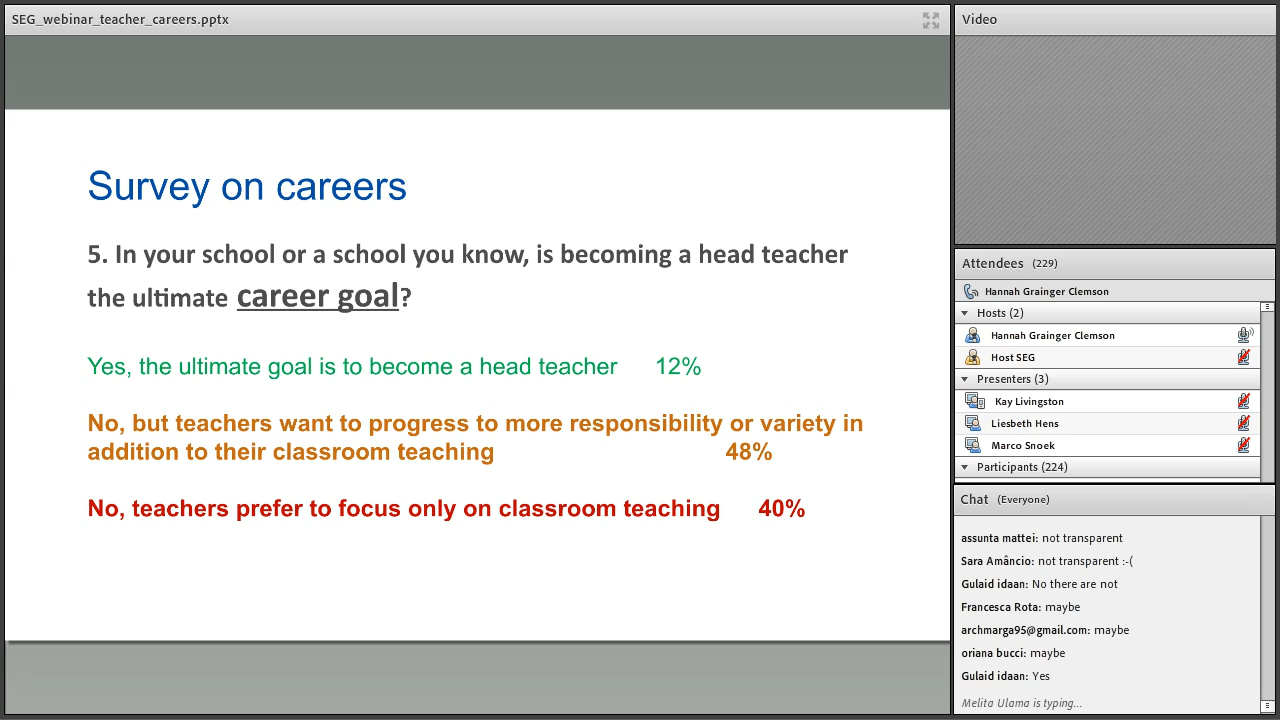 SEG_webinar_teacher_careers.pptx
Survey on careers
5. In your school or a school you know, is becoming a head teacher
the ultimate career goal?
Yes, the ultimate goal is to become a head teacher 12%
No, but teachers want to progress to more responsibility or variety in
addition to their classroom teaching 48%
No, teachers prefer to focus only on classroom teaching 40%
Video
Attendees (229)
Hannah Grainger Clemson
Hosts (2)
Hannah Grainger Clemson
Host SEG
Presenters (3)
Kay Livingston
Liesbeth Hens
Marco Snoek
Participants (224)
Chat (Everyone)
assunta mattei: not transparent
Sara Amâncio: not transparent :-(
Gulaid idaan: No there are not
Francesca Rota: maybe
archmarga95@gmail.com: maybe
oriana bucci: maybe
Gulaid idaan: Yes
Melita Ulama is typing...